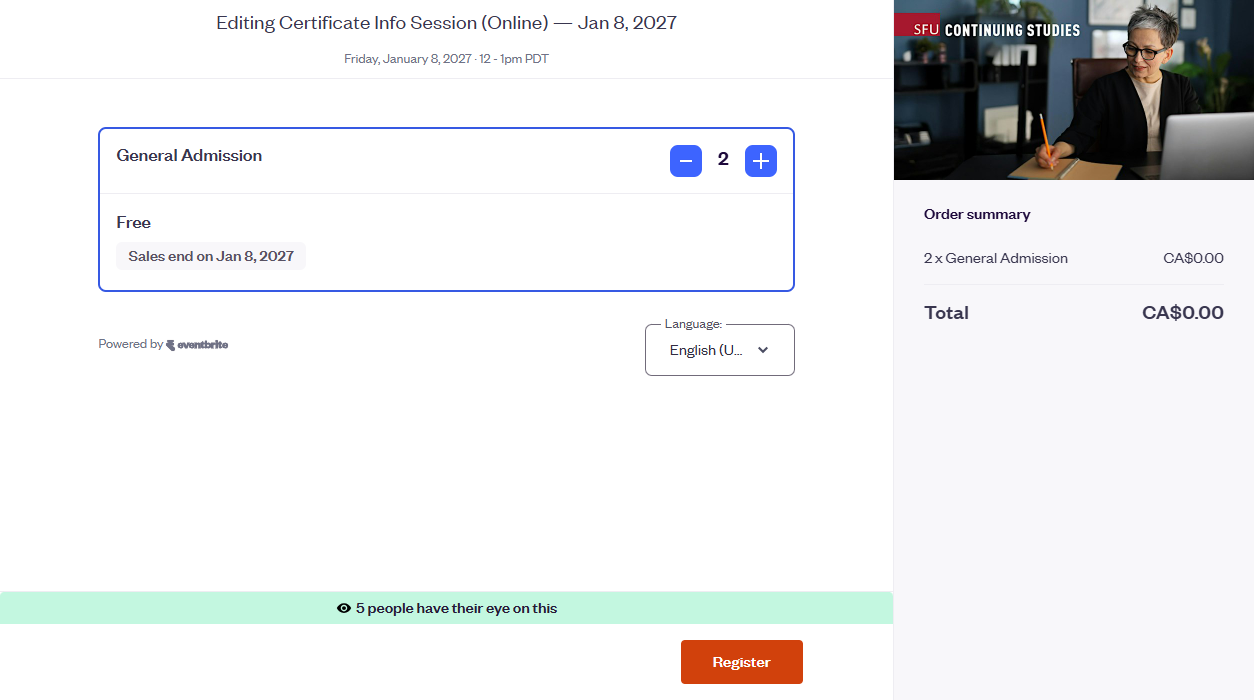 Editing Certificate Info Session (Online) — Jan 8, 2027
Friday, January 8, 2027 · 12 - 1pm PDT
General Admission
2
Free
Sales end on Jan 8, 2027
Powered by eventbrite
Language:
English (U...
5 people have their eye on this
Register
SFU CONTINUING STUDIES
Order summary
2 x General Admission CA$0.00
Total CA$0.00